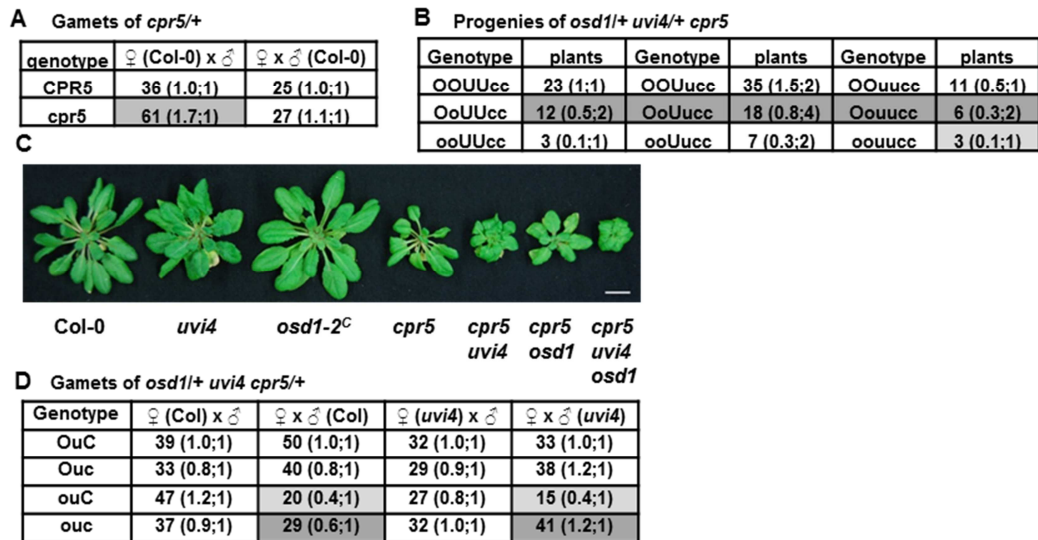 A Gamets of cpr5/+
genotype ♀ (Col-0) x ♂ ♀ x ♂ (Col-0)
CPR5 36 (1.0;1) 25 (1.0;1)
cpr5 61 (1.7;1) 27 (1.1;1)
B Progenies of osd1/+ uvi4/+ cpr5
Genotype plants Genotype plants Genotype plants
OOUUcc 23 (1;1) OOUucc 35 (1.5;2) OOuucc 11 (0.5;1)
OoUUcc 12 (0.5;2) OoUucc 18 (0.8;4) Oouucc 6 (0.3;2)
ooUUcc 3 (0.1;1) ooUucc 7 (0.3;2) oouucc 3 (0.1;1)
C
Col-0 uvi4 osd1-2C cpr5 cpr5 cpr5 cpr5
uvi4 osd1 uvi4
osd1
D Gamets of osd1/+ uvi4 cpr5/+
Genotype ♀ (Col) x ♂ ♀ x ♂ (Col) ♀ (uvi4) x ♂ ♀ x ♂ (uvi4)
OuC 39 (1.0;1) 50 (1.0;1) 32 (1.0;1) 33 (1.0;1)
Ouc 33 (0.8;1) 40 (0.8;1) 29 (0.9;1) 38 (1.2;1)
ouC 47 (1.2;1) 20 (0.4;1) 27 (0.8;1) 15 (0.4;1)
ouc 37 (0.9;1) 29 (0.6;1) 32 (1.0;1) 41 (1.2;1)